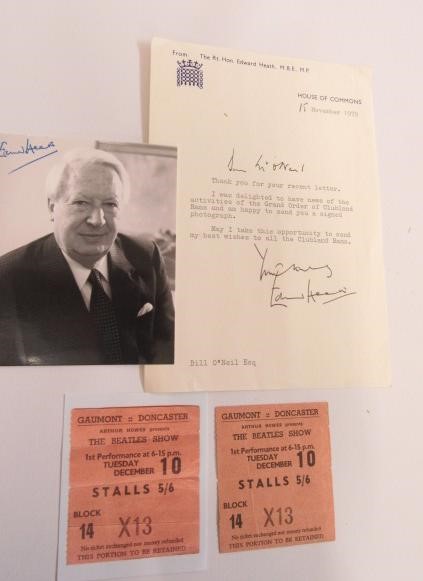 From: The Rt. Hon. Edward Heath, M.B.E., M.P.
HOUSE OF COMMONS
15 November 1979
Dear Mr O'Neil
Thank you for your recent letter.
I was delighted to have news of the
activities of the Grand Order of Clubland
Rams and am happy to send you a signed
photograph.
May I take this opportunity to send
my best wishes to all the Clubland Rams.
Edward Heath
Bill O'Neil Esq
Edward Heath
GAUMONT :: DONCASTER
ARTHUR HOWES presents
THE BEATLES SHOW
1st Performance at 6-15 p.m.
TUESDAY 10
DECEMBER
STALLS 5/6
BLOCK
14 X13
No ticket exchanged nor money refunded
THIS PORTION TO BE RETAINED
GAUMONT :: DONCASTER
ARTHUR HOWES presents
THE BEATLES SHOW
1st Performance at 6-15 p.m.
TUESDAY 10
DECEMBER
STALLS 5/6
BLOCK
14 X13
No ticket exchanged nor money refunded
THIS PORTION TO BE RETAINED